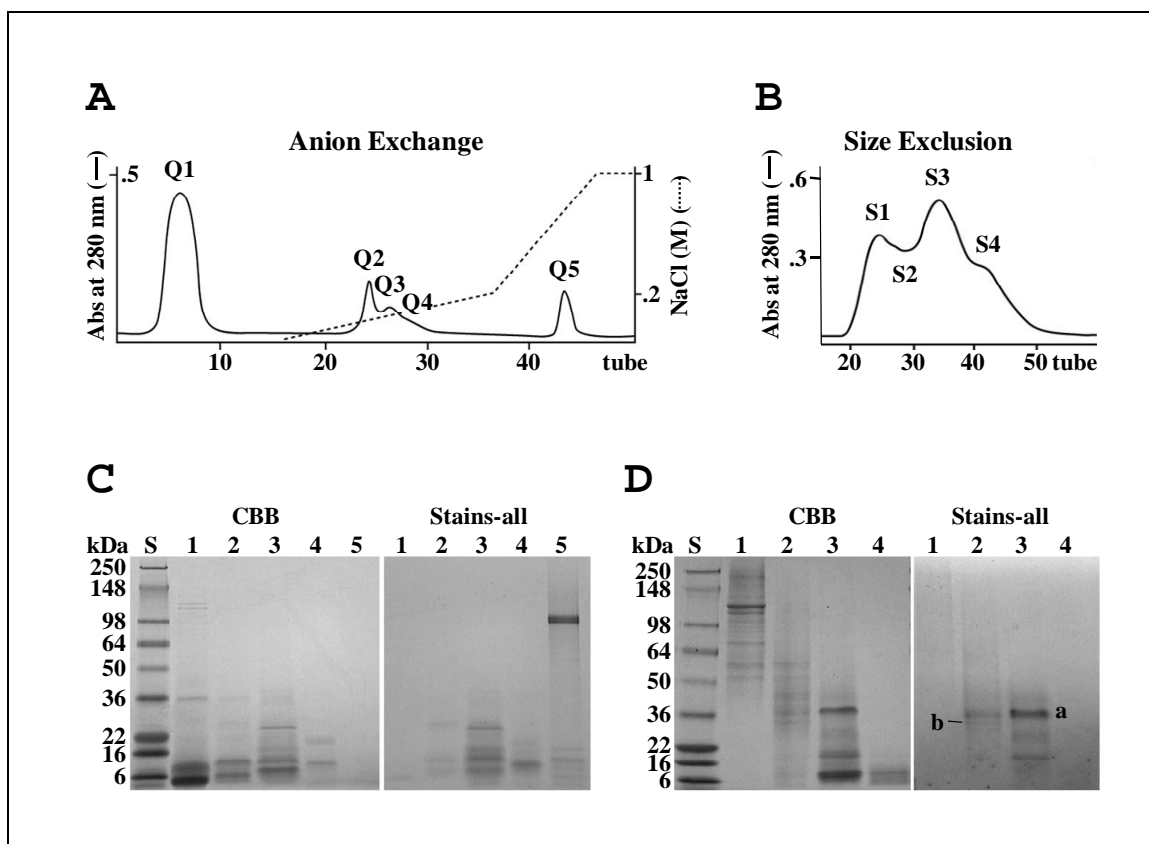 A
Anion Exchange
Abs at 280 nm (—)
.5
Q1
Q2
Q3
Q4
Q5
1
.2
NaCl (M) (......)
10 20 30 40 tube
B
Size Exclusion
Abs at 280 nm (—)
.6
.3
S1
S2
S3
S4
20 30 40 50 tube
C
CBB Stains-all
kDa S 1 2 3 4 5 1 2 3 4 5
250
148
98
64
50
36
22
16
6
D
CBB Stains-all
kDa S 1 2 3 4 1 2 3 4
250
148
98
64
50
36
22
16
6
b
a